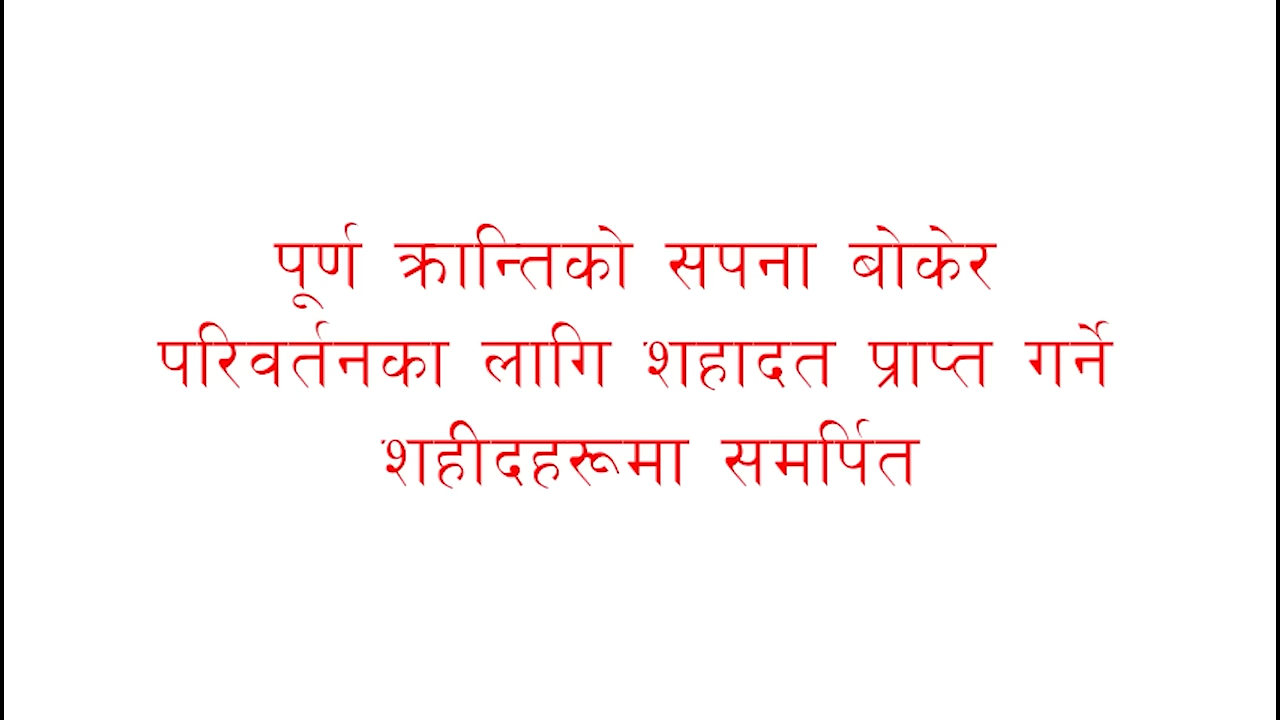 पूर्ण क्रान्तिको सपना बोकेर
परिवर्तनका लागि शहादत प्राप्त गर्ने
शहीदहरूमा समर्पित